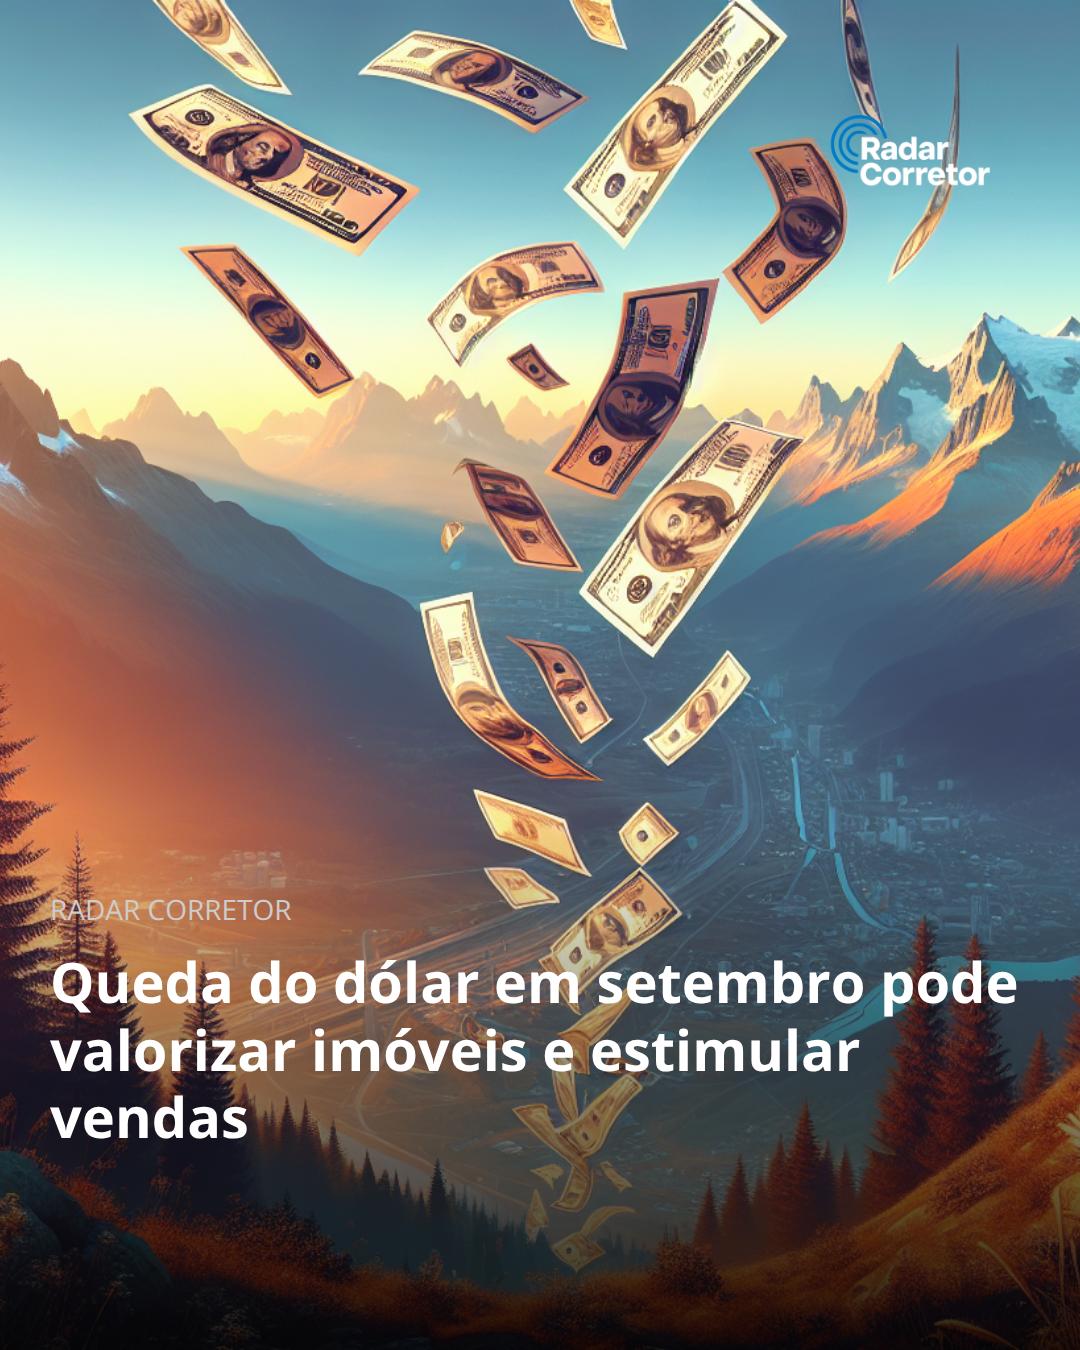 Radar
Corretor
RADAR CORRETOR
Queda do dólar em setembro pode
valorizar imóveis e estimular
vendas